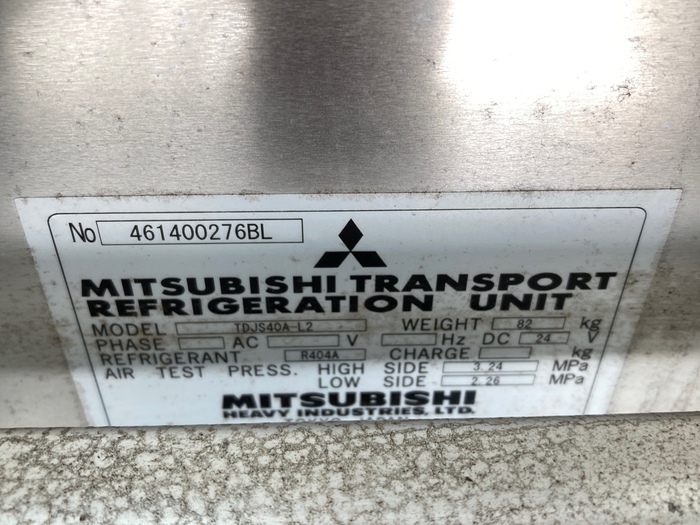 No 461400276BL
MITSUBISHI TRANSPORT
REFRIGERATION UNIT
MODEL TDJS40A-L2 WEIGHT 82 kg
PHASE AC V Hz DC 24 V
REFRIGERANT R404A CHARGE kg
AIR TEST PRESS. HIGH SIDE 3.24 MPa
LOW SIDE 2.26 MPa
MITSUBISHI
HEAVY INDUSTRIES, LTD.